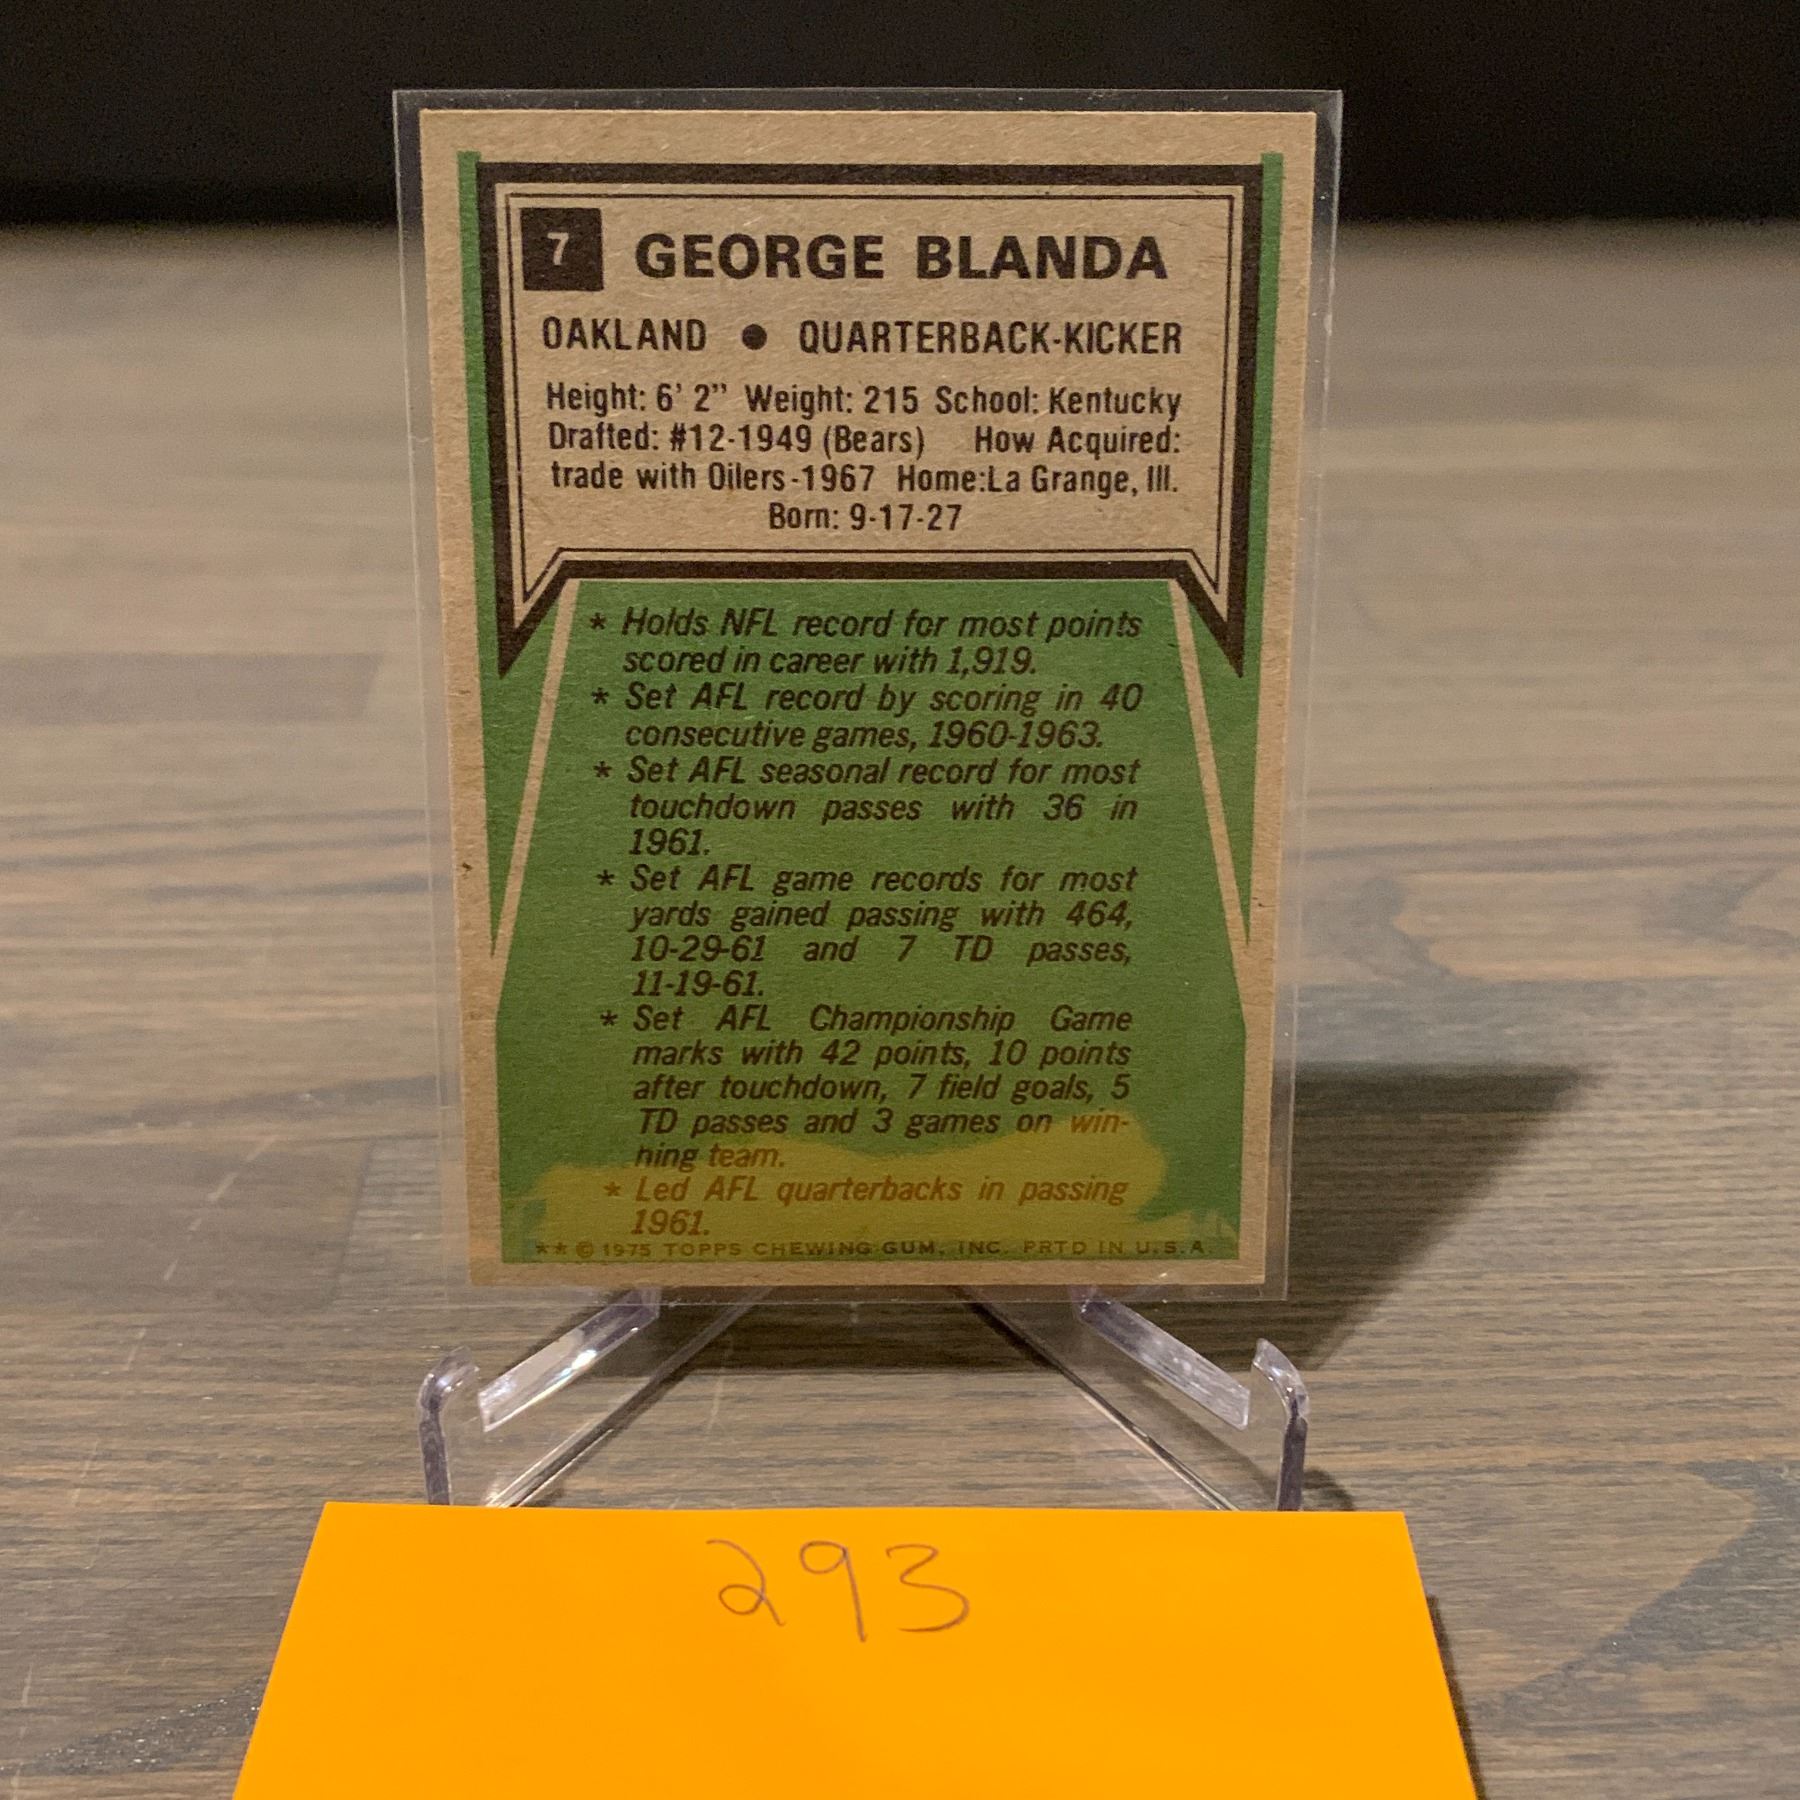 7 GEORGE BLANDA
OAKLAND ● QUARTERBACK-KICKER
Height: 6' 2" Weight: 215 School: Kentucky
Drafted: #12-1949 (Bears) How Acquired:
trade with Oilers-1967 Home:La Grange, Ill.
Born: 9-17-27
* Holds NFL record for most points
scored in career with 1,919.
* Set AFL record by scoring in 40
consecutive games, 1960-1963.
* Set AFL seasonal record for most
touchdown passes with 36 in
1961.
* Set AFL game records for most
yards gained passing with 464,
10-29-61 and 7 TD passes,
11-19-61.
* Set AFL Championship Game
marks with 42 points, 10 points
after touchdown, 7 field goals, 5
TD passes and 3 games on win-
ning team.
* Led AFL quarterbacks in passing
1961.
** © 1975 TOPPS CHEWING GUM, INC. PRTD IN U.S.A.
293